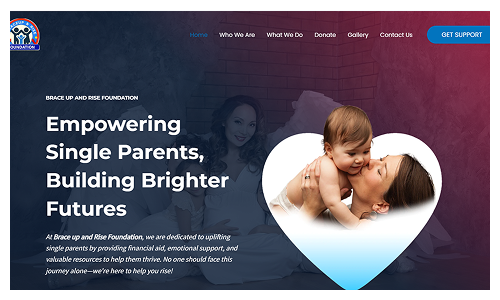 FOUNDATION
Home Who We Are What We Do Donate Gallery Contact Us GET SUPPORT
BRACE UP AND RISE FOUNDATION
Empowering
Single Parents,
Building Brighter
Futures
At Brace up and Rise Foundation, we are dedicated to uplifting
single parents by providing financial aid, emotional support, and
valuable resources to help them thrive. No one should face this
journey alone—we're here to help you rise!